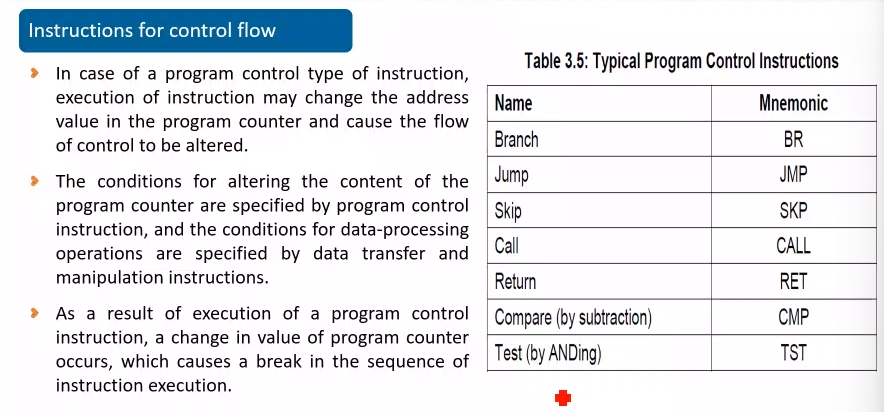 Instructions for control flow
In case of a program control type of instruction,
execution of instruction may change the address
value in the program counter and cause the flow
of control to be altered.
The conditions for altering the content of the
program counter are specified by program control
instruction, and the conditions for data-processing
operations are specified by data transfer and
manipulation instructions.
As a result of execution of a program control
instruction, a change in value of program counter
occurs, which causes a break in the sequence of
instruction execution.
Table 3.5: Typical Program Control Instructions
Name Mnemonic
Branch BR
Jump JMP
Skip SKP
Call CALL
Return RET
Compare (by subtraction) CMP
Test (by ANDing) TST